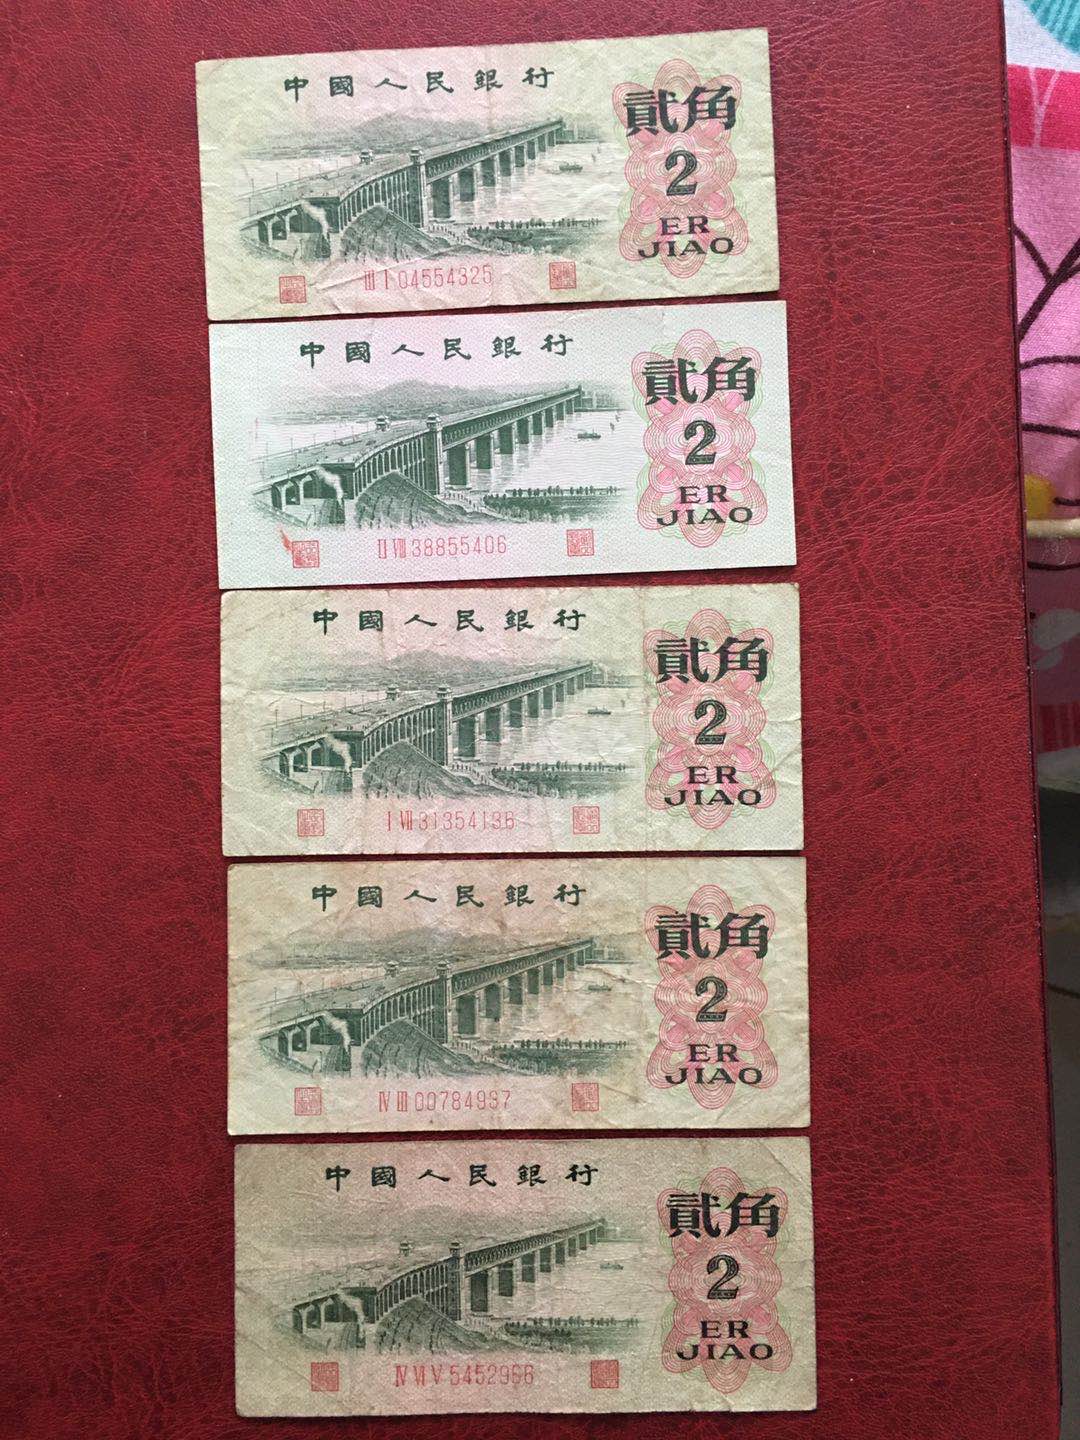 中國人民銀行
貳角
2
ER
JIAO
III I 04554325
中國人民銀行
貳角
2
ER
JIAO
II VIII 38855406
中國人民銀行
貳角
2
ER
JIAO
I VII 31354136
中國人民銀行
貳角
2
ER
JIAO
IV III 00784937
中國人民銀行
貳角
2
ER
JIAO
IV VI V 5452966